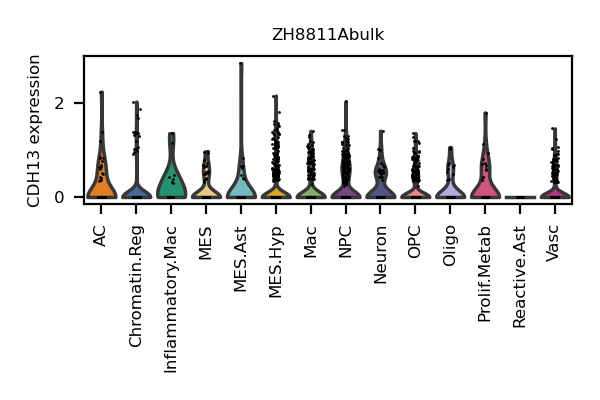 ZH8811Abulk
CDH13 expression
2
0
AC
Chromatin.Reg
Inflammatory.Mac
MES
MES.Ast
MES.Hyp
Mac
NPC
Neuron
OPC
Oligo
Prolif.Metab
Reactive.Ast
Vasc